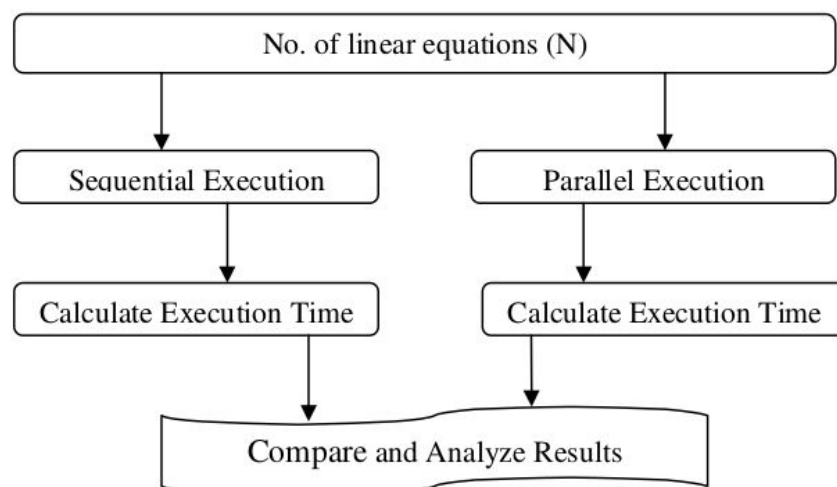 No. of linear equations (N)
Sequential Execution
Parallel Execution
Calculate Execution Time
Calculate Execution Time
Compare and Analyze Results